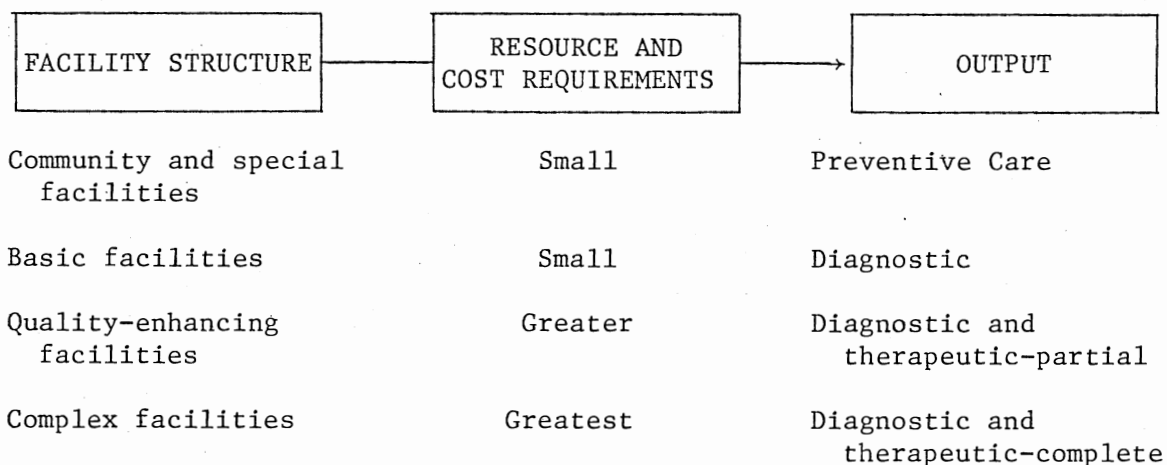 FACILITY STRUCTURE
RESOURCE AND
COST REQUIREMENTS
OUTPUT
Community and special
facilities
Small
Preventive Care
Basic facilities
Small
Diagnostic
Quality-enhancing
facilities
Greater
Diagnostic and
therapeutic-partial
Complex facilities
Greatest
Diagnostic and
therapeutic-complete